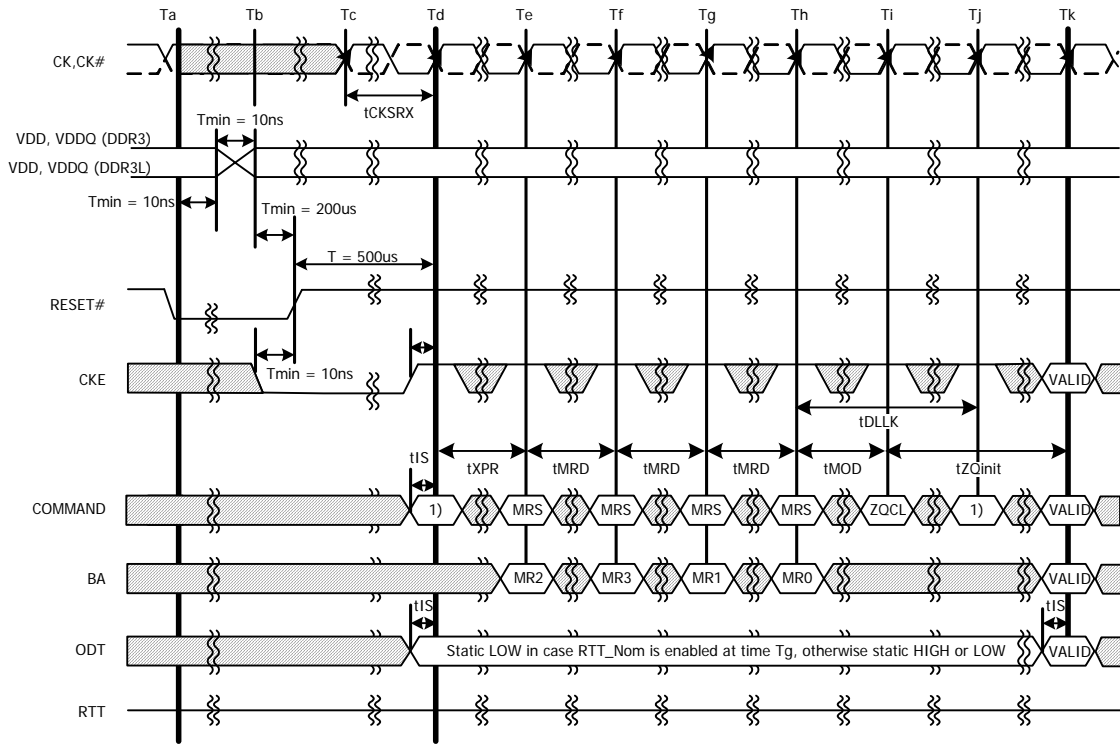 Ta Tb Tc Td Te Tf Tg Th Ti Tj Tk
CK,CK#
tCKSRX
Tmin = 10ns
VDD, VDDQ (DDR3)
VDD, VDDQ (DDR3L)
Tmin = 10ns
Tmin = 200us
T = 500us
RESET#
Tmin = 10ns
CKE
VALID
tDLLK
tIS
tXPR tMRD tMRD tMRD tMOD tZQinit
COMMAND 1) MRS MRS MRS MRS ZQCL 1) VALID
BA MR2 MR3 MR1 MR0 VALID
tIS tIS
ODT Static LOW in case RTT_Nom is enabled at time Tg, otherwise static HIGH or LOW VALID
RTT